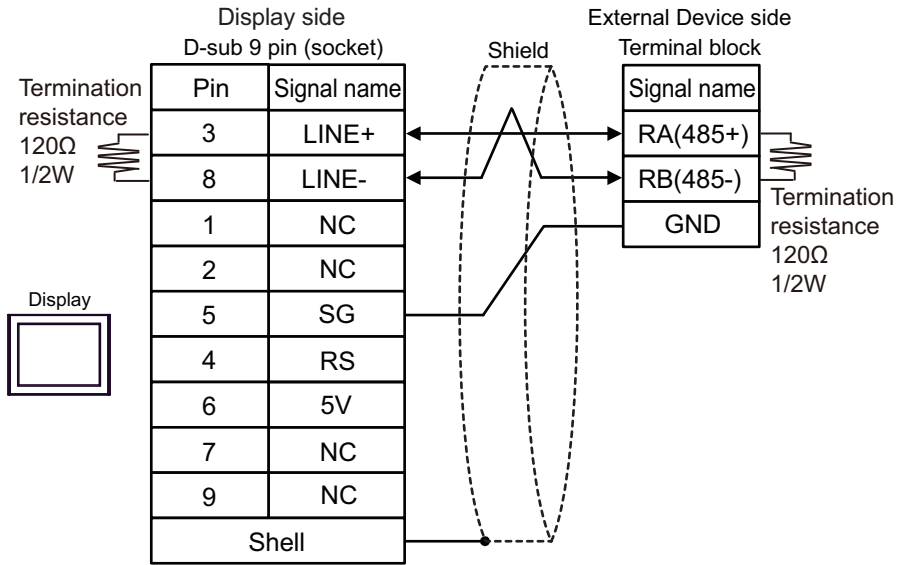 Display side
D-sub 9 pin (socket)
Shield
External Device side
Terminal block
Termination
resistance
120Ω
1/2W
Pin Signal name
3 LINE+
8 LINE-
1 NC
2 NC
5 SG
4 RS
6 5V
7 NC
9 NC
Shell
Signal name
RA(485+)
RB(485-)
GND
Termination
resistance
120Ω
1/2W
Display